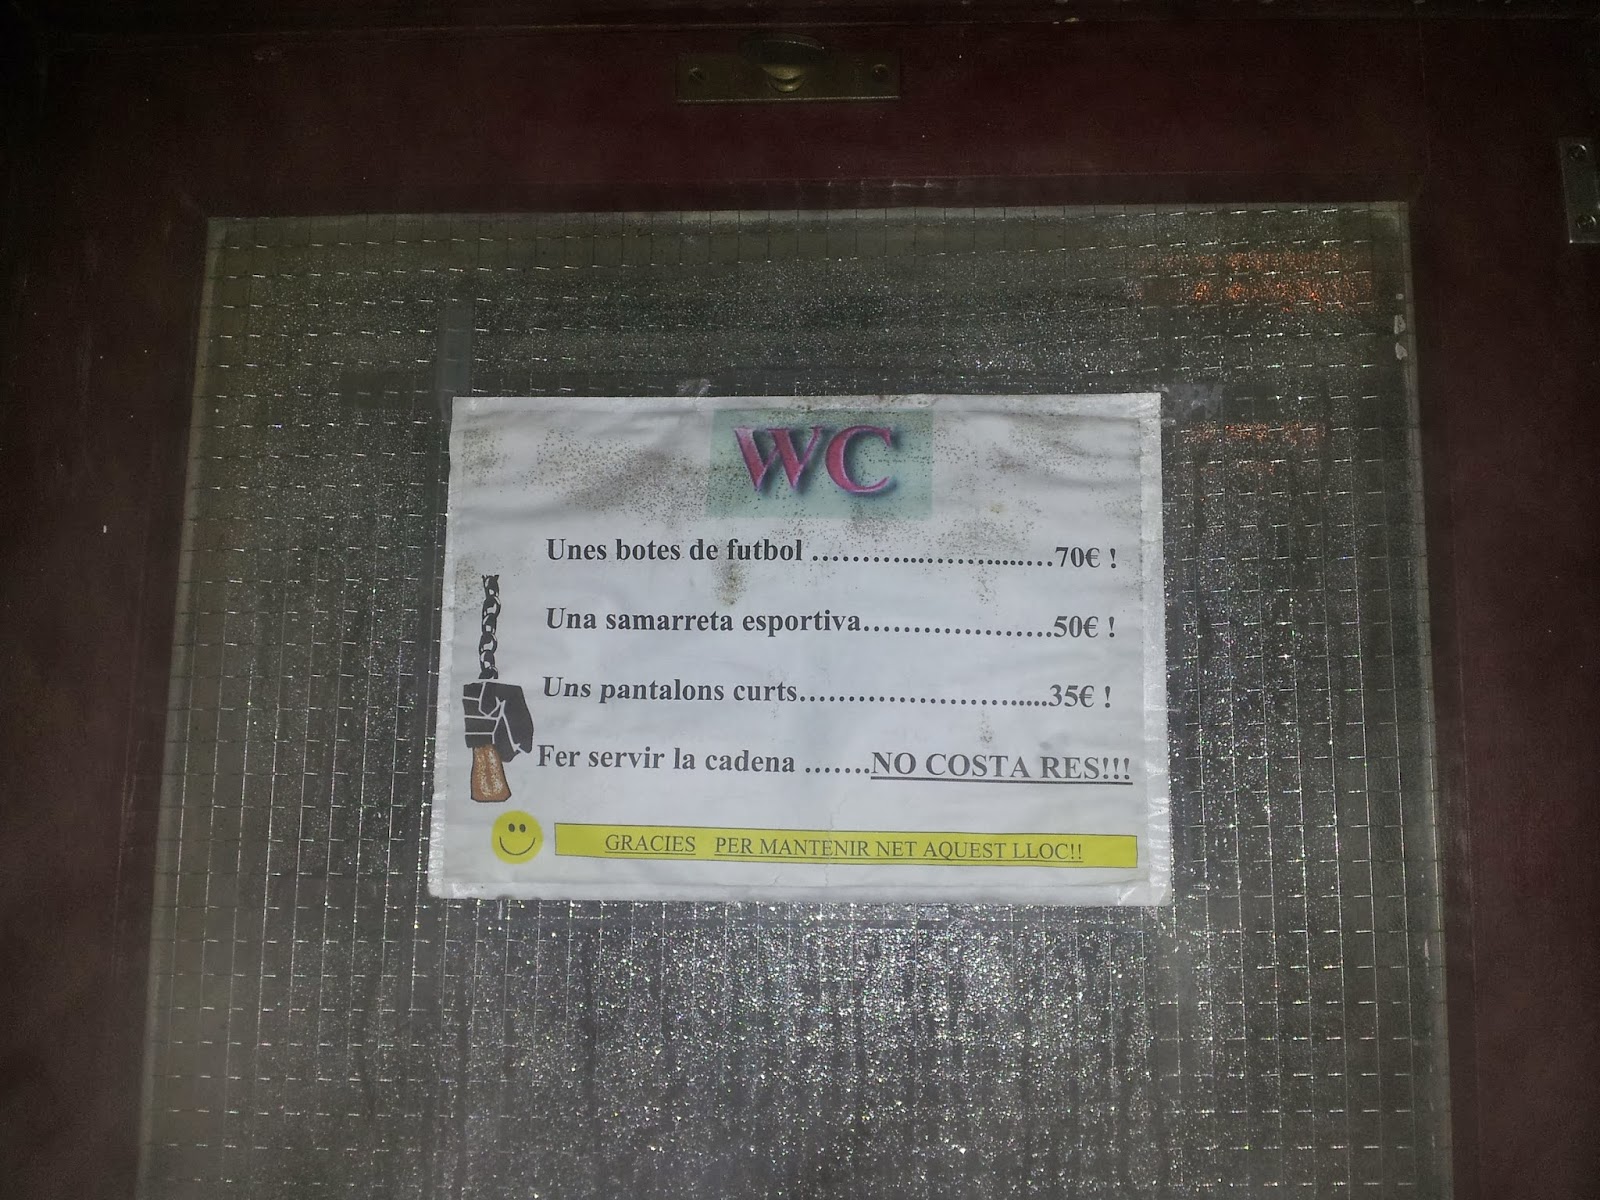 WC
Unes botes de futbol ………...……......…70€ !
Una samarreta esportiva……………….…50€ !
Uns pantalons curts…………………….....35€ !
Fer servir la cadena …….NO COSTA RES!!!
GRACIES PER MANTENIR NET AQUEST LLOC!!